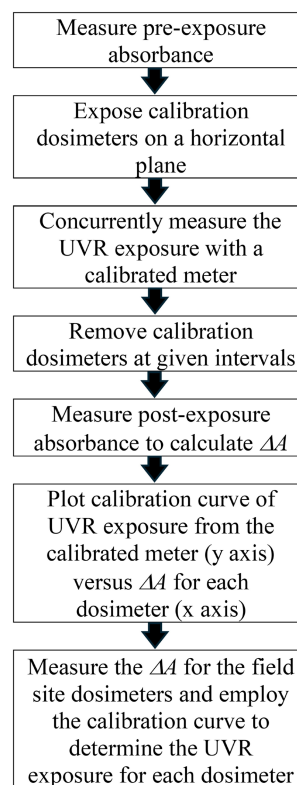 Measure pre-exposure
absorbance
Expose calibration
dosimeters on a horizontal
plane
Concurrently measure the
UVR exposure with a
calibrated meter
Remove calibration
dosimeters at given intervals
Measure post-exposure
absorbance to calculate ΔA
Plot calibration curve of
UVR exposure from the
calibrated meter (y axis)
versus ΔA for each
dosimeter (x axis)
Measure the ΔA for the field
site dosimeters and employ
the calibration curve to
determine the UVR
exposure for each dosimeter